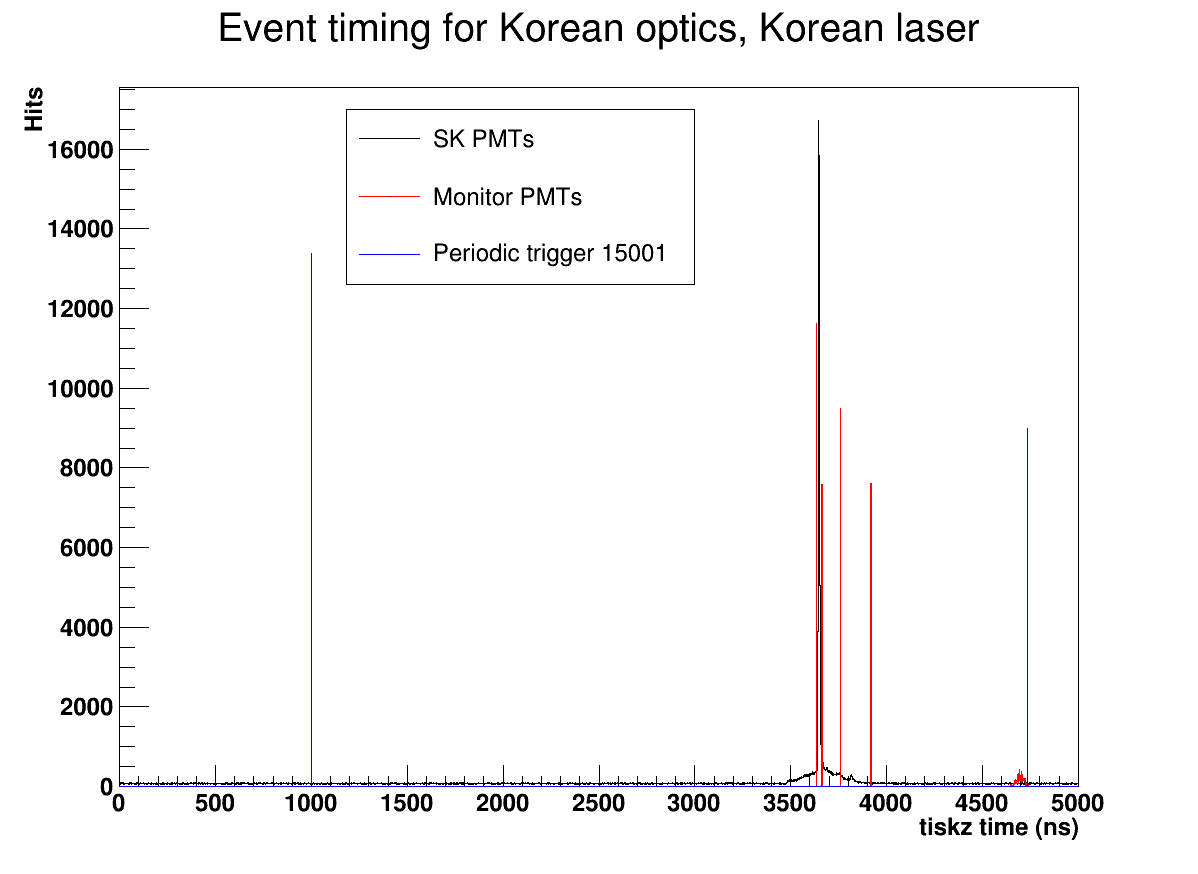 Event timing for Korean optics, Korean laser
Hits
SK PMTs
Monitor PMTs
Periodic trigger 15001
16000
14000
12000
10000
8000
6000
4000
2000
0
0 500 1000 1500 2000 2500 3000 3500 4000 4500 5000
tiskz time (ns)